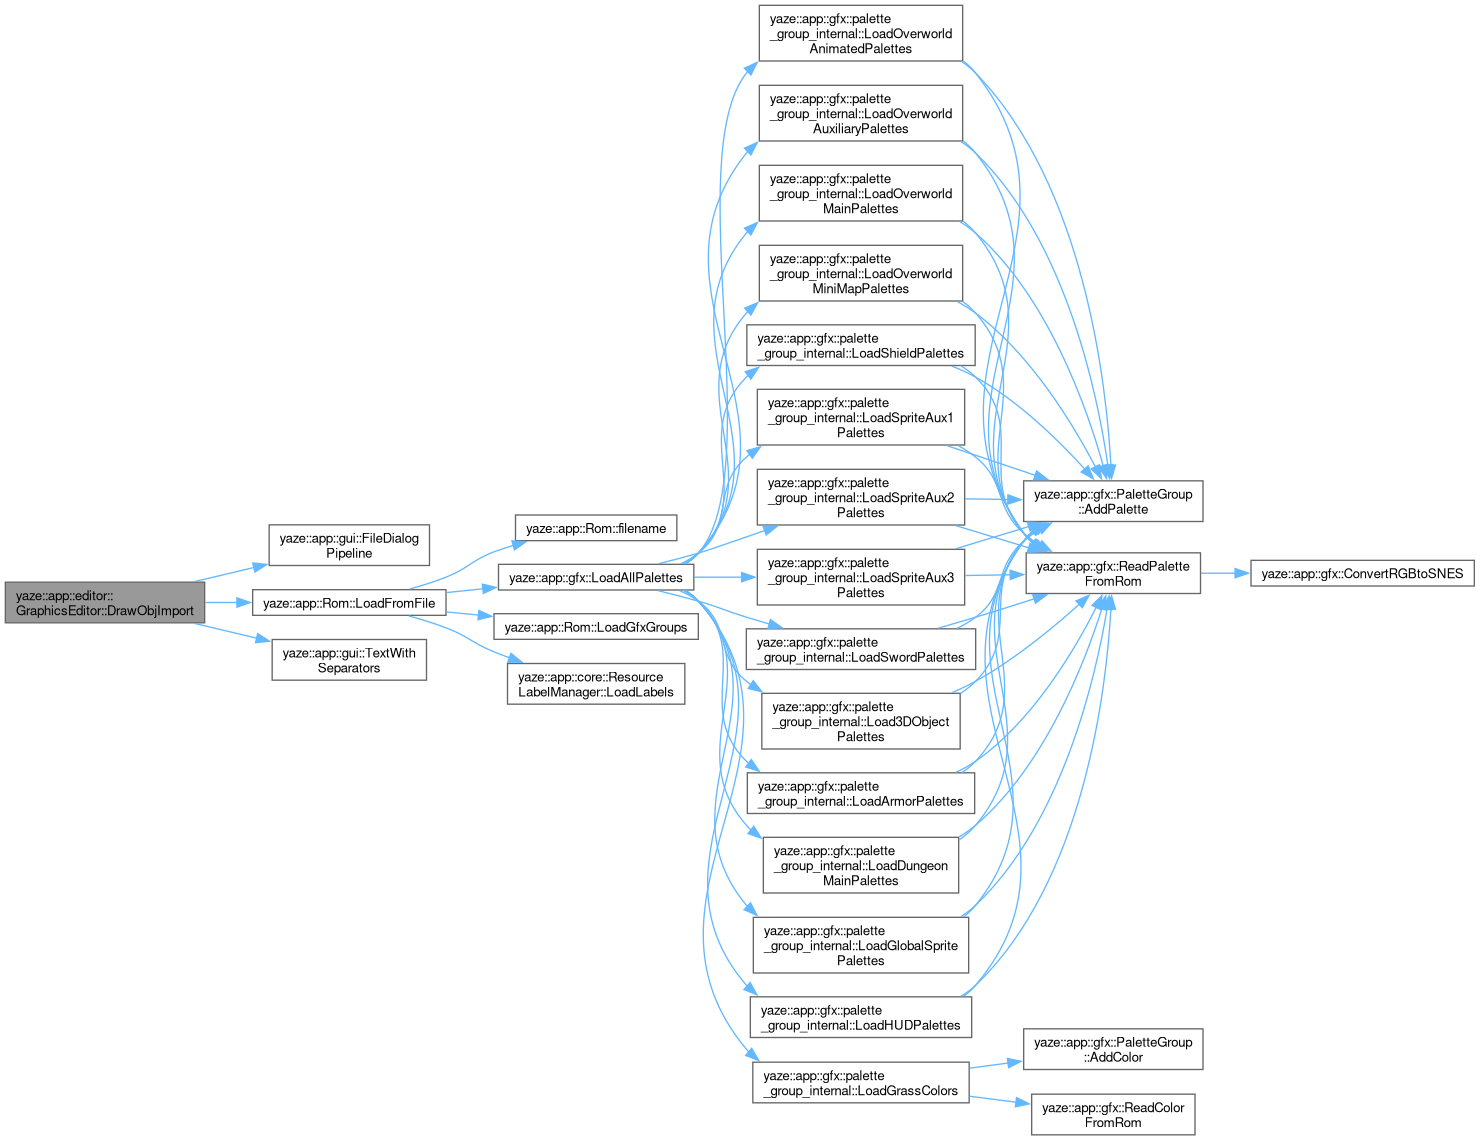 yaze::app::editor::
GraphicsEditor::DrawObjImport
yaze::app::gui::FileDialog
Pipeline
yaze::app::Rom::LoadFromFile
yaze::app::gui::TextWith
Separators
yaze::app::Rom::filename
yaze::app::gfx::LoadAllPalettes
yaze::app::Rom::LoadGfxGroups
yaze::app::core::Resource
LabelManager::LoadLabels
yaze::app::gfx::palette
_group_internal::LoadOverworld
AnimatedPalettes
yaze::app::gfx::palette
_group_internal::LoadOverworld
AuxiliaryPalettes
yaze::app::gfx::palette
_group_internal::LoadOverworld
MainPalettes
yaze::app::gfx::palette
_group_internal::LoadOverworld
MiniMapPalettes
yaze::app::gfx::palette
_group_internal::LoadShieldPalettes
yaze::app::gfx::palette
_group_internal::LoadSpriteAux1
Palettes
yaze::app::gfx::palette
_group_internal::LoadSpriteAux2
Palettes
yaze::app::gfx::palette
_group_internal::LoadSpriteAux3
Palettes
yaze::app::gfx::palette
_group_internal::LoadSwordPalettes
yaze::app::gfx::palette
_group_internal::Load3DObject
Palettes
yaze::app::gfx::palette
_group_internal::LoadArmorPalettes
yaze::app::gfx::palette
_group_internal::LoadDungeon
MainPalettes
yaze::app::gfx::palette
_group_internal::LoadGlobalSprite
Palettes
yaze::app::gfx::palette
_group_internal::LoadHUDPalettes
yaze::app::gfx::palette
_group_internal::LoadGrassColors
yaze::app::gfx::PaletteGroup
::AddPalette
yaze::app::gfx::ReadPalette
FromRom
yaze::app::gfx::PaletteGroup
::AddColor
yaze::app::gfx::ReadColor
FromRom
yaze::app::gfx::ConvertRGBtoSNES